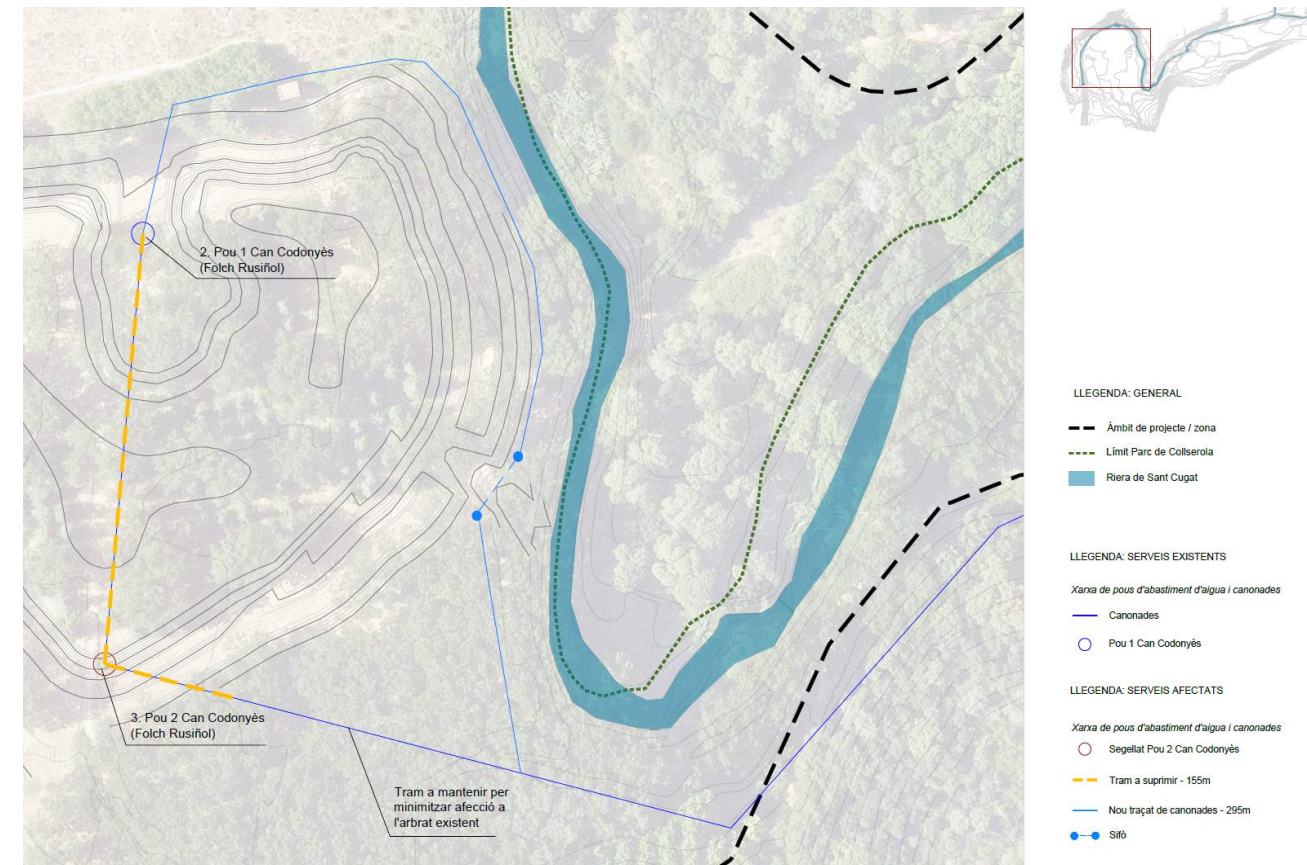 2. Pou 1 Can Codonyès
(Folch Rusiñol)
3. Pou 2 Can Codonyès
(Folch Rusiñol)
Tram a mantenir per
minimitzar afecció a
l'arbrat existent
LLEGENDA: GENERAL
Àmbit de projecte / zona
Límit Parc de Collserola
Riera de Sant Cugat
LLEGENDA: SERVEIS EXISTENTS
Xarxa de pous d'abastiment d'aigua i canonades
Canonades
Pou 1 Can Codonyès
LLEGENDA: SERVEIS AFECTATS
Xarxa de pous d'abastiment d'aigua i canonades
Segellat Pou 2 Can Codonyès
Tram a suprimir - 155m
Nou traçat de canonades - 295m
Sifò